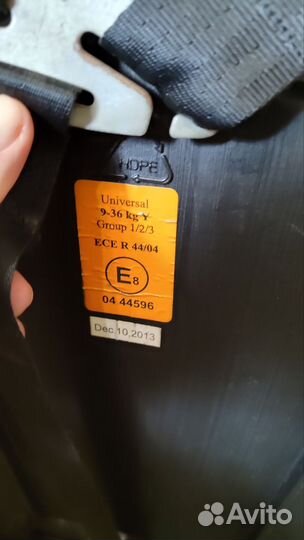 HDPE
Universal
9-36 kg Y
Group 1/2/3
ECE R 44/04
E8
04 44596
Dec 10,2013
Avito